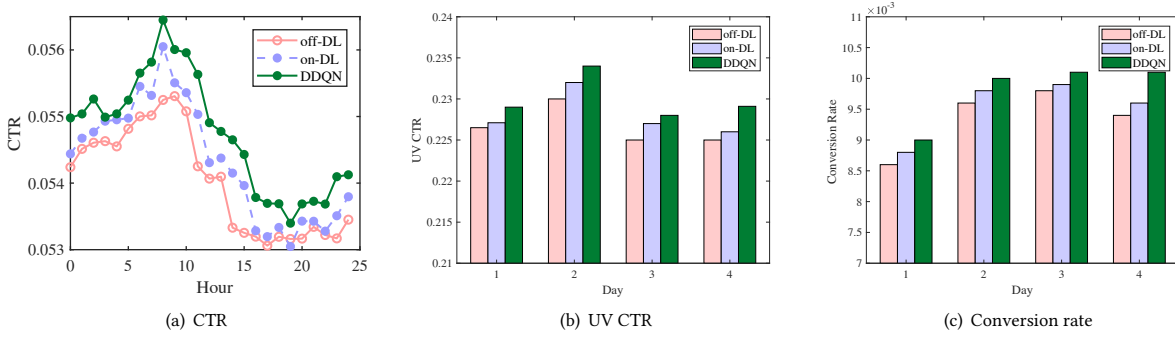 0.056
0.055
0.054
0.053
CTR
0 5 10 15 20 25
Hour
off-DL
on-DL
DDQN
(a) CTR
0.24
0.235
0.23
0.225
0.22
0.215
0.21
UV CTR
1 2 3 4
Day
off-DL
on-DL
DDQN
(b) UV CTR
×10⁻³
11
10.5
10
9.5
9
8.5
8
7.5
7
Conversion Rate
1 2 3 4
Day
off-DL
on-DL
DDQN
(c) Conversion rate